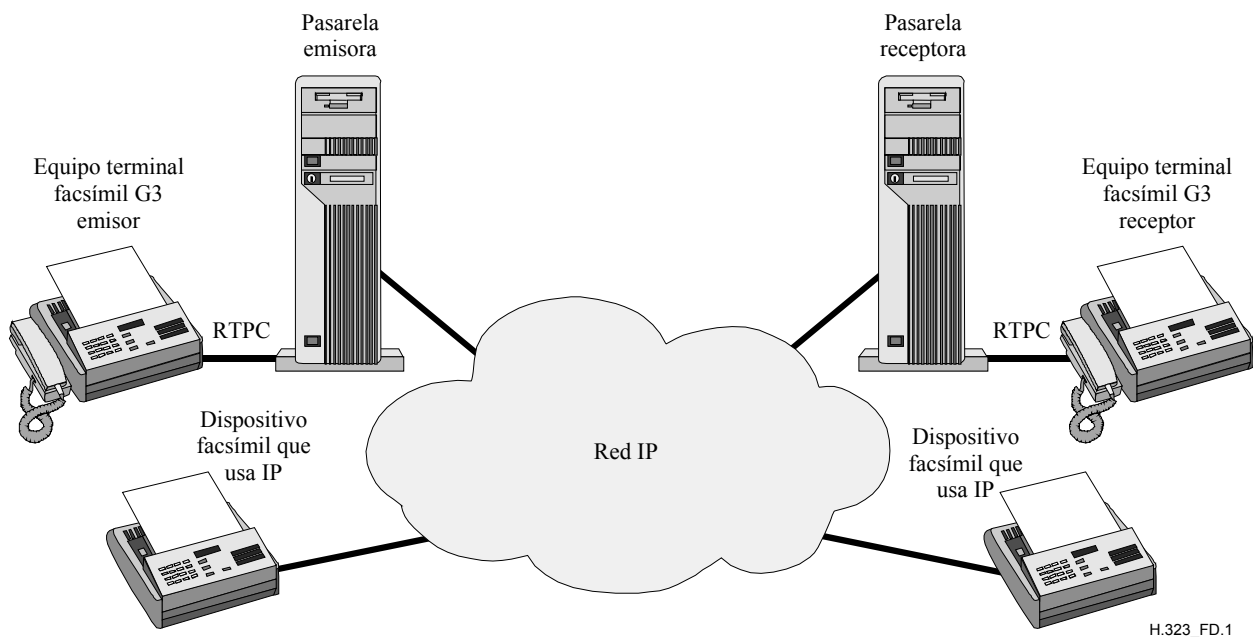 Pasarela
emisora
Pasarela
receptora
Equipo terminal
facsímil G3
emisor
Equipo terminal
facsímil G3
receptor
RTPC
RTPC
Dispositivo
facsímil que
usa IP
Red IP
Dispositivo
facsímil que
usa IP
H.323_FD.1